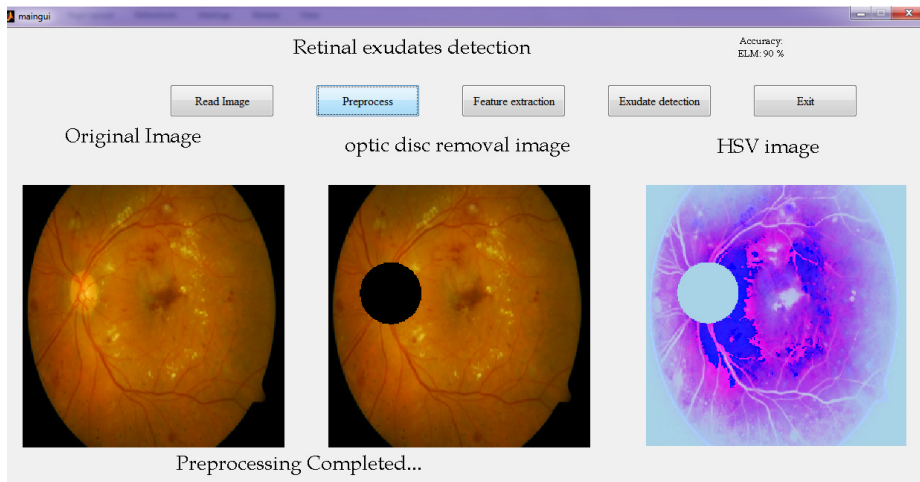 maingui
Retinal exudates detection
Accuracy:
ELM: 90 %
Read Image
Preprocess
Feature extraction
Exudate detection
Exit
Original Image
optic disc removal image
HSV image
Preprocessing Completed...